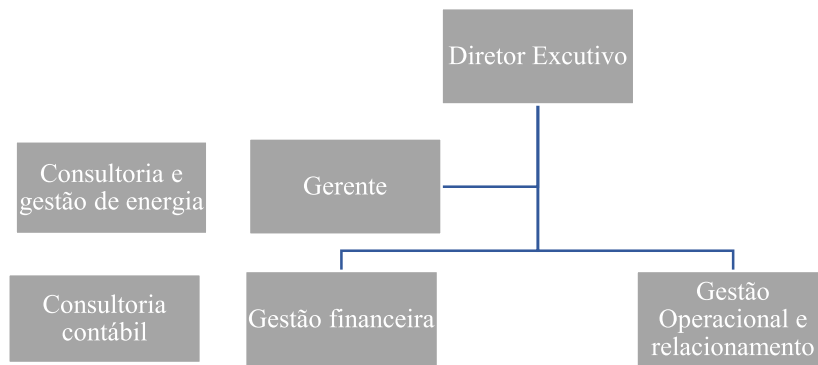 Diretor Excutivo
Consultoria e
gestão de energia
Gerente
Consultoria
contábil
Gestão financeira
Gestão
Operacional e
relacionamento